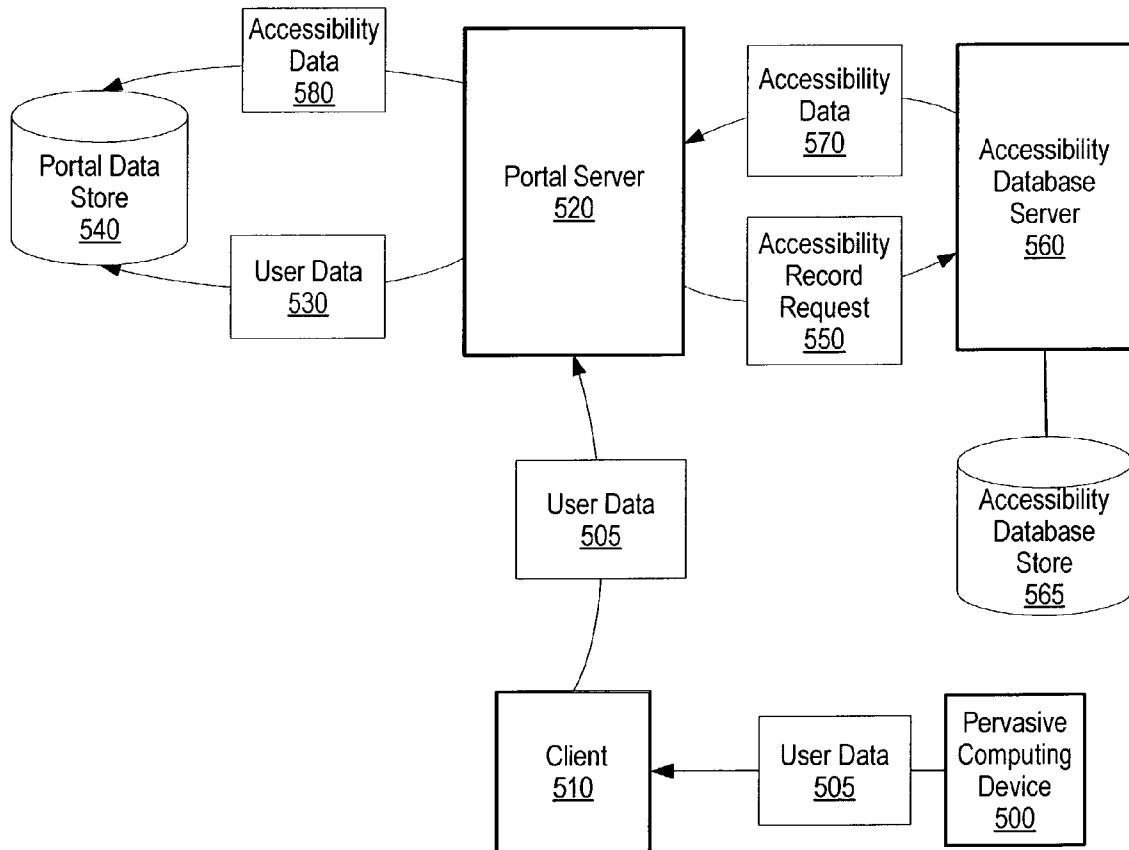 Accessibility
Data
580
Portal Data
Store
540
User Data
530
Portal Server
520
Accessibility
Data
570
Accessibility
Record
Request
550
Accessibility
Database
Server
560
Accessibility
Database
Store
565
User Data
505
Client
510
User Data
505
Pervasive
Computing
Device
500